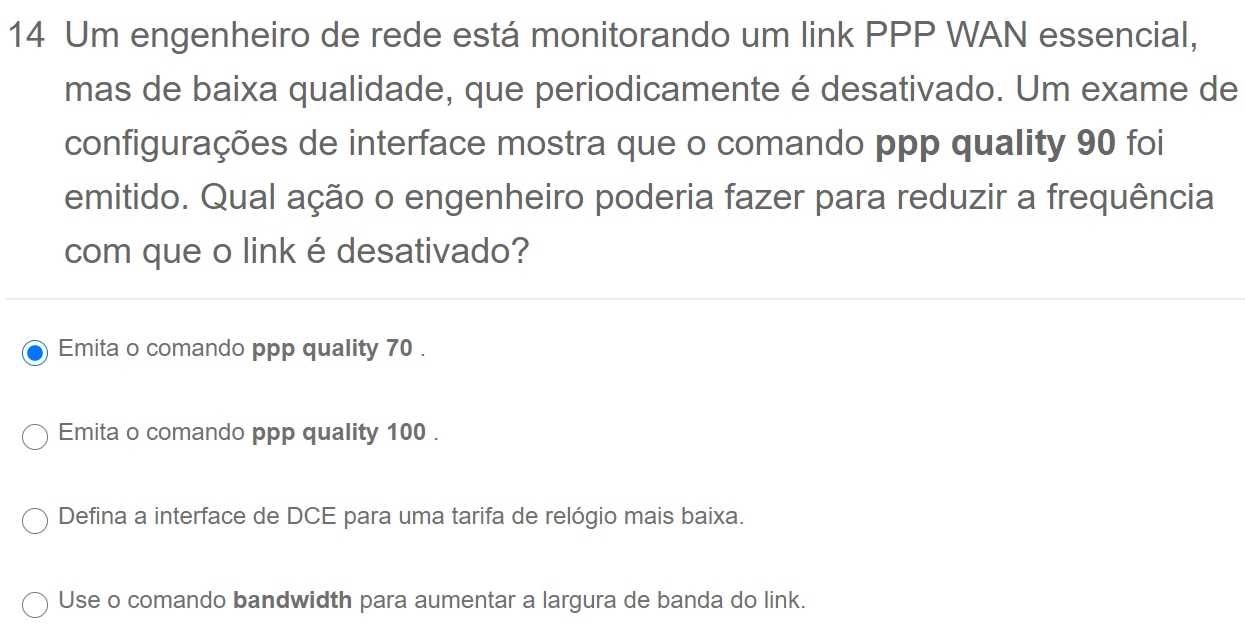 14 Um engenheiro de rede está monitorando um link PPP WAN essencial,
mas de baixa qualidade, que periodicamente é desativado. Um exame de
configurações de interface mostra que o comando ppp quality 90 foi
emitido. Qual ação o engenheiro poderia fazer para reduzir a frequência
com que o link é desativado?
Emita o comando ppp quality 70 .
Emita o comando ppp quality 100 .
Defina a interface de DCE para uma tarifa de relógio mais baixa.
Use o comando bandwidth para aumentar a largura de banda do link.